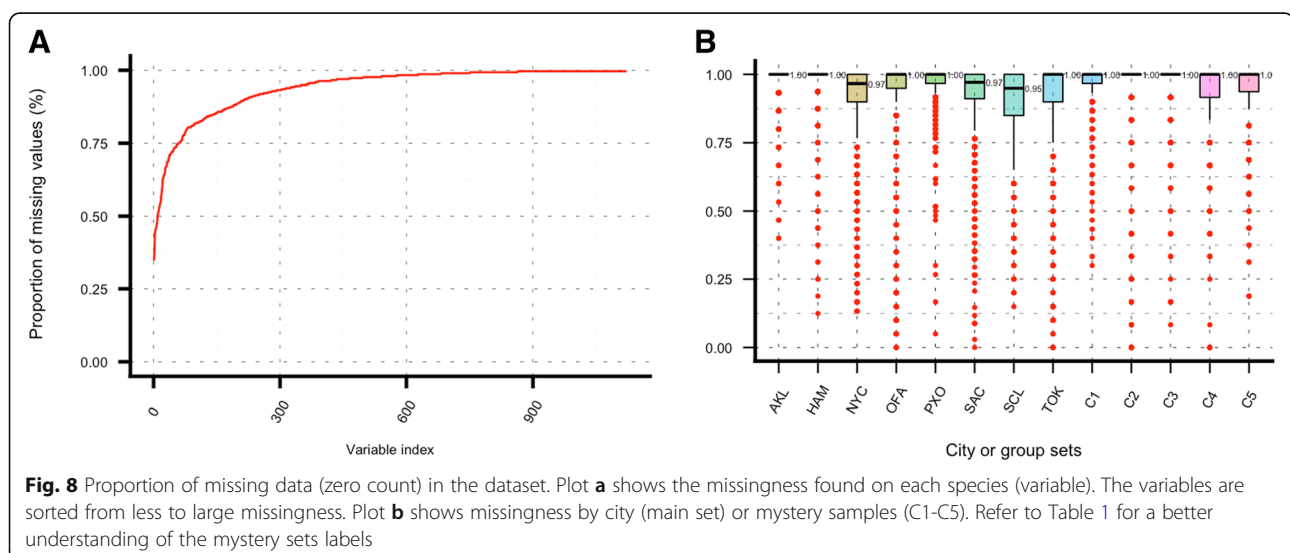 A
Proportion of missing values (%)
1.00
0.75
0.50
0.25
0.00
0
300
600
900
Variable index
B
1.00
0.75
0.50
0.25
0.00
1.00
1.00
0.97
1.00
1.00
0.97
0.95
1.00
1.00
1.00
1.00
1.00
1.0
AKL
HAM
NYC
OFA
PXO
SAC
SCL
TOK
C1
C2
C3
C4
C5
City or group sets
Fig. 8 Proportion of missing data (zero count) in the dataset. Plot a shows the missingness found on each species (variable). The variables are
sorted from less to large missingness. Plot b shows missingness by city (main set) or mystery samples (C1-C5). Refer to Table 1 for a better
understanding of the mystery sets labels